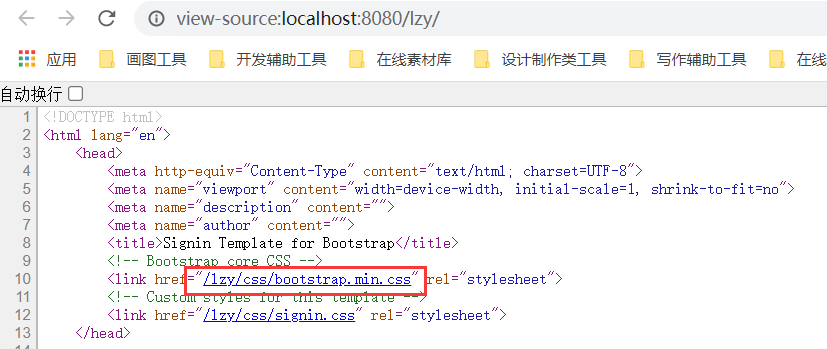 view-source:localhost:8080/lzy/
应用 画图工具 开发辅助工具 在线素材库 设计制作类工具 写作辅助工具 在线
自动换行
1 <!DOCTYPE html>
2 <html lang="en">
3 <head>
4 <meta http-equiv="Content-Type" content="text/html; charset=UTF-8">
5 <meta name="viewport" content="width=device-width, initial-scale=1, shrink-to-fit=no">
6 <meta name="description" content="">
7 <meta name="author" content="">
8 <title>Signin Template for Bootstrap</title>
9 <!-- Bootstrap core CSS -->
10 <link href="/lzy/css/bootstrap.min.css" rel="stylesheet">
11 <!-- Custom styles for this template -->
12 <link href="/lzy/css/signin.css" rel="stylesheet">
13 </head>